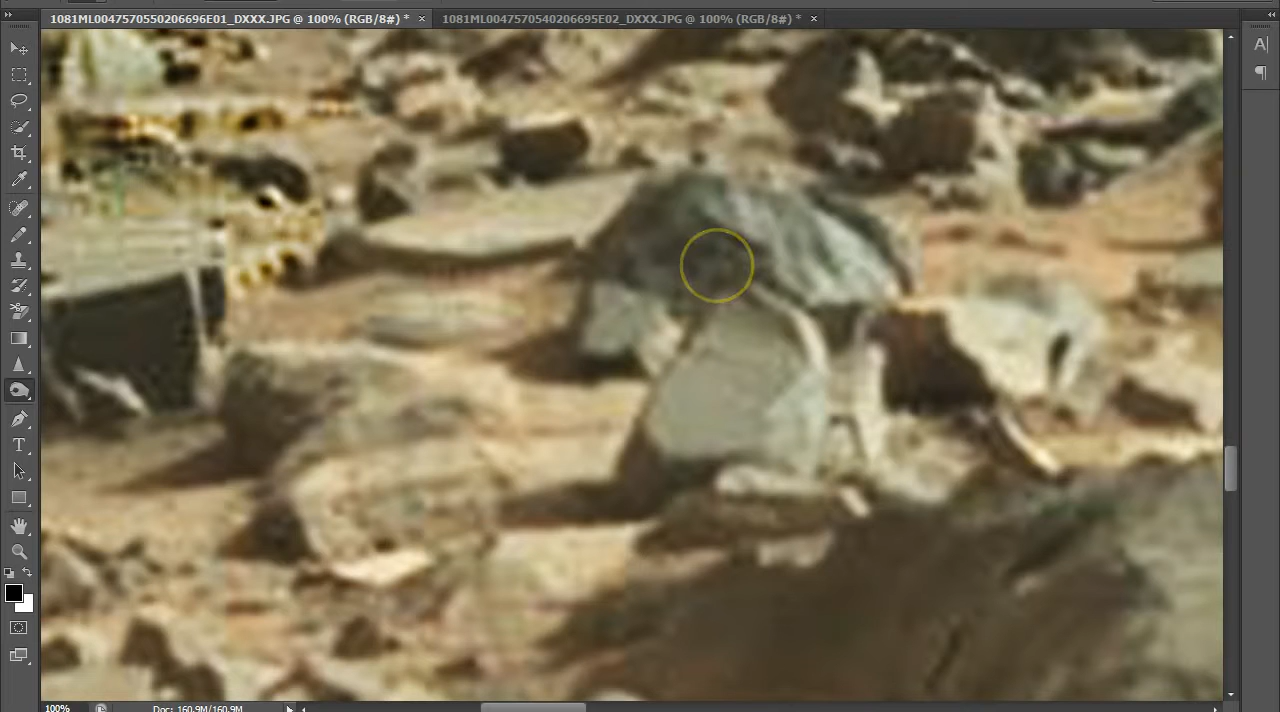 1081ML0047570550206696E01_DXXX.JPG @ 100% (RGB/8#) * × 1081ML0047570540206695E02_DXXX.JPG @ 100% (RGB/8#) * ×
A
T
100% Doc: 160.9M/160.9M